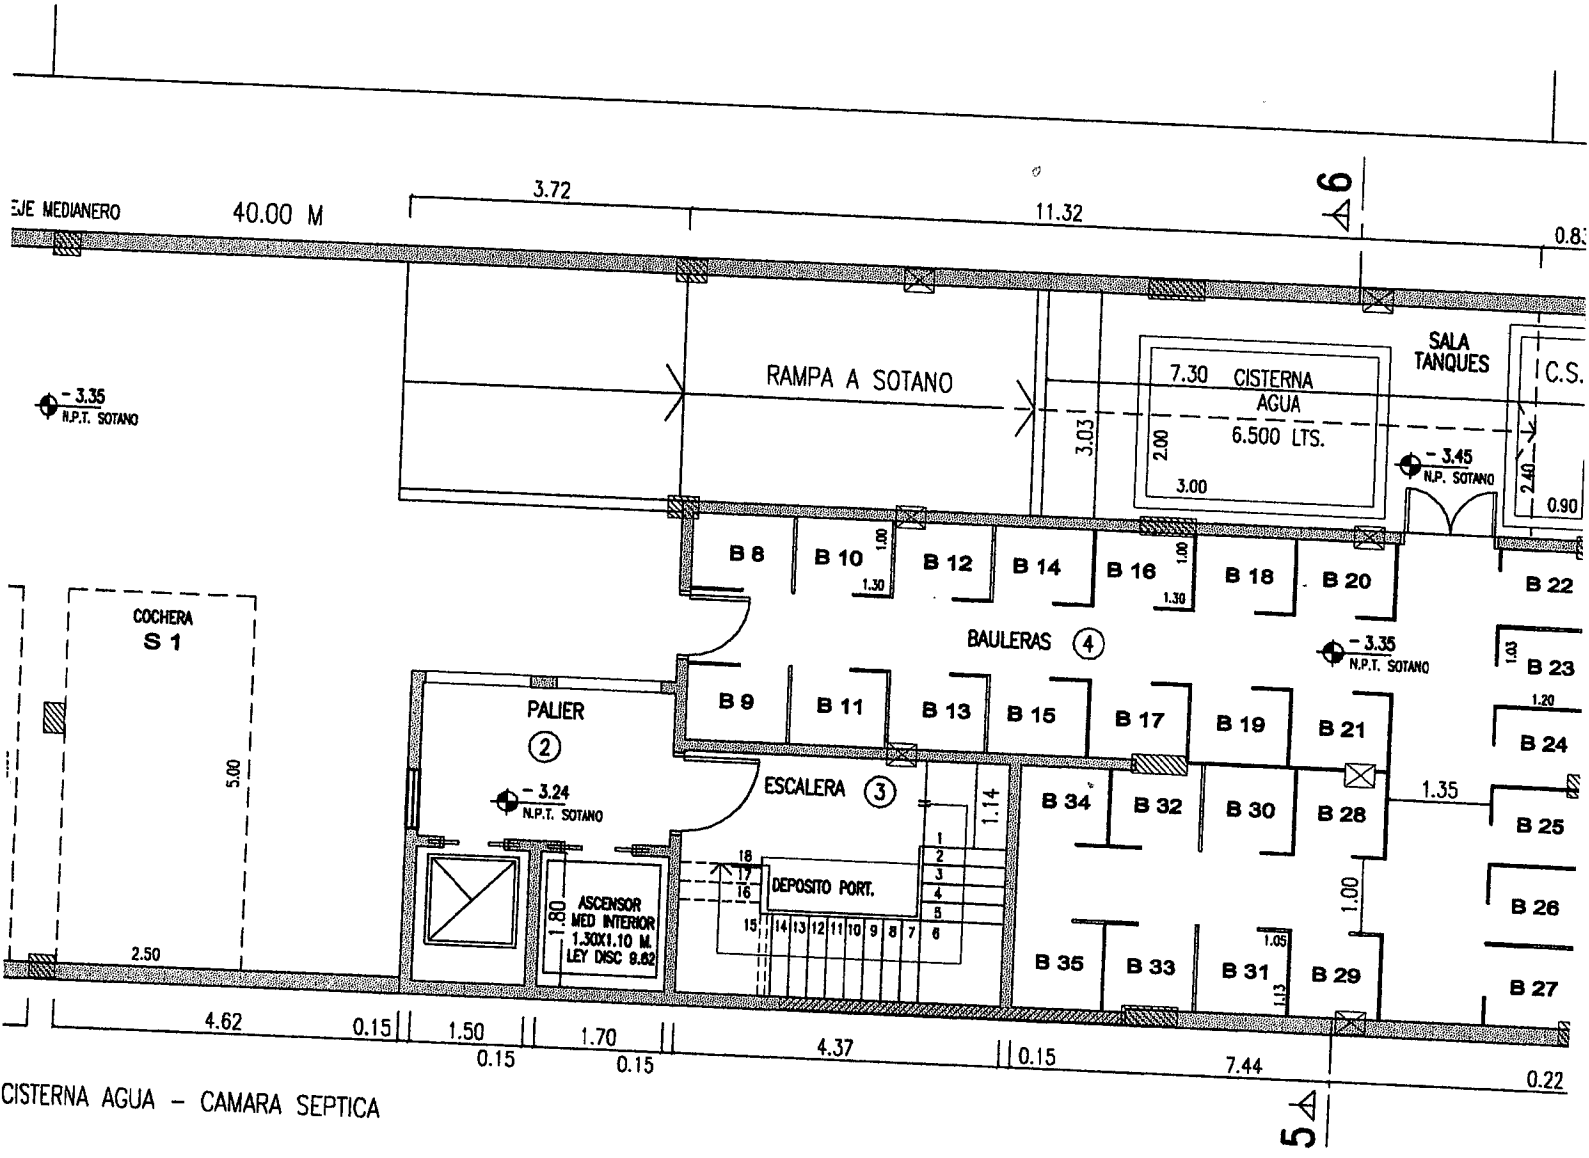 EJE MEDIANERO
40.00 M
3.72
11.32
6
0.83
RAMPA A SOTANO
3.03
7.30
CISTERNA
AGUA
6.500 LTS.
2.00
3.00
SALA
TANQUES
C.S.
- 3.45
N.P. SOTANO
2.40
0.90
- 3.35
N.P.T. SOTANO
B 8
B 10
1.00
1.30
B 12
B 14
B 16
1.00
1.30
B 18
B 20
B 22
BAULERAS
4
- 3.35
N.P.T. SOTANO
1.03
B 23
1.20
B 9
B 11
B 13
B 15
B 17
B 19
B 21
B 24
COCHERA
S 1
5.00
2.50
PALIER
2
- 3.24
N.P.T. SOTANO
ESCALERA
3
1.14
B 34
B 32
B 30
B 28
1.35
B 25
1
2
3
4
5
6
7
8
9
10
11
12
13
14
15
16
17
18
DEPOSITO PORT.
1.80
ASCENSOR
MED INTERIOR
1.30X1.10 M.
LEY DISC 9.62
1.00
B 26
B 35
B 33
1.05
B 31
1.13
B 29
B 27
4.62
0.15
1.50
0.15
1.70
0.15
4.37
0.15
7.44
0.22
5
CISTERNA AGUA – CAMARA SEPTICA